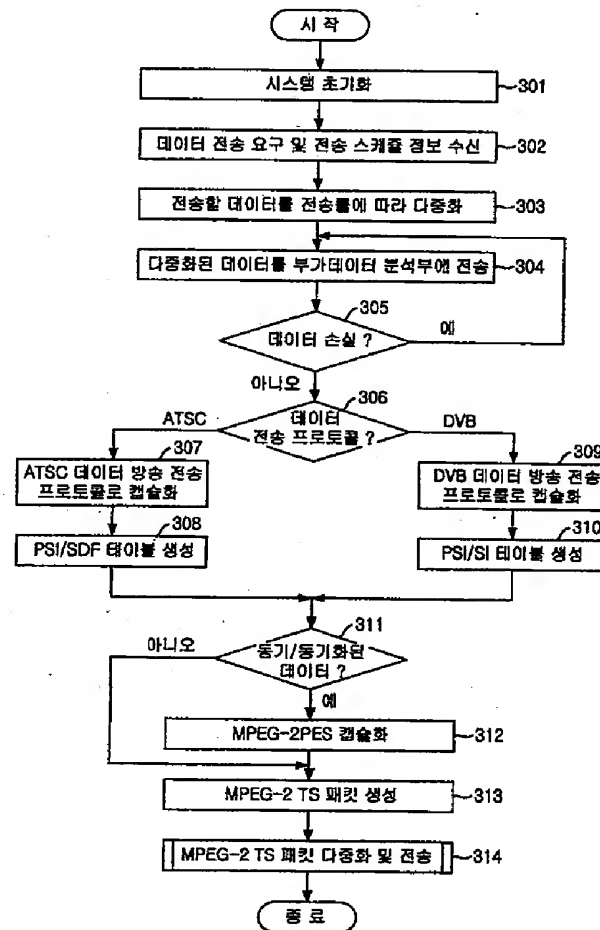 시 작
시스템 초기화
301
데이터 전송 요구 및 전송 스케쥴 정보 수신
302
전송할 데이터를 전송률에 따라 다중화
303
다중화된 데이터를 부가데이터 분석부에 전송
304
305
데이터 손실 ?
예
아니오
306
데이터
전송 프로토콜 ?
ATSC
DVB
307
ATSC 데이터 방송 전송
프로토콜로 캡슐화
309
DVB 데이터 방송 전송
프로토콜로 캡슐화
308
PSI/SDF 테이블 생성
310
PSI/SI 테이블 생성
311
아니오
동기/동기화된
데이터 ?
예
MPEG-2PES 캡슐화
312
MPEG-2 TS 패킷 생성
313
MPEG-2 TS 패킷 다중화 및 전송
314
종 료